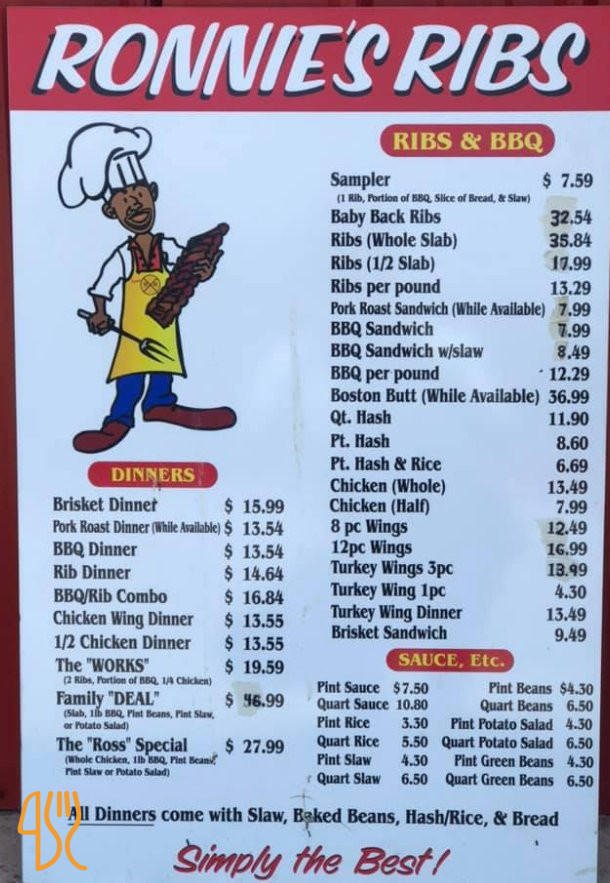 RONNIE'S RIBS
RIBS & BBQ
Sampler $ 7.59
(1 Rib, Portion of BBQ, Slice of Bread, & Slaw)
Baby Back Ribs 32.54
Ribs (Whole Slab) 35.84
Ribs (1/2 Slab) 17.99
Ribs per pound 13.29
Pork Roast Sandwich (While Available) 7.99
BBQ Sandwich 7.99
BBQ Sandwich w/slaw 8.49
BBQ per pound 12.29
Boston Butt (While Available) 36.99
Qt. Hash 11.90
Pt. Hash 8.60
Pt. Hash & Rice 6.69
Chicken (Whole) 13.49
Chicken (Half) 7.99
8 pc Wings 12.49
12pc Wings 16.99
Turkey Wings 3pc 13.49
Turkey Wing 1pc 4.30
Turkey Wing Dinner 13.49
Brisket Sandwich 9.49
DINNERS
Brisket Dinner $ 15.99
Pork Roast Dinner (While Available) $ 13.54
BBQ Dinner $ 13.54
Rib Dinner $ 14.64
BBQ/Rib Combo $ 16.84
Chicken Wing Dinner $ 13.55
1/2 Chicken Dinner $ 13.55
The "WORKS" $ 19.59
(2 Ribs, Portion of BBQ, 1/4 Chicken)
Family "DEAL" $ 46.99
(Slab, 1lb BBQ, Pint Beans, Pint Slaw,
or Potato Salad)
The "Ross" Special $ 27.99
(Whole Chicken, 1lb BBQ, Pint Beans,
Pint Slaw or Potato Salad)
SAUCE, Etc.
Pint Sauce $7.50 Pint Beans $4.30
Quart Sauce 10.80 Quart Beans 6.50
Pint Rice 3.30 Pint Potato Salad 4.30
Quart Rice 5.50 Quart Potato Salad 6.50
Pint Slaw 4.30 Pint Green Beans 4.30
Quart Slaw 6.50 Quart Green Beans 6.50
All Dinners come with Slaw, Baked Beans, Hash/Rice, & Bread
Simply the Best!